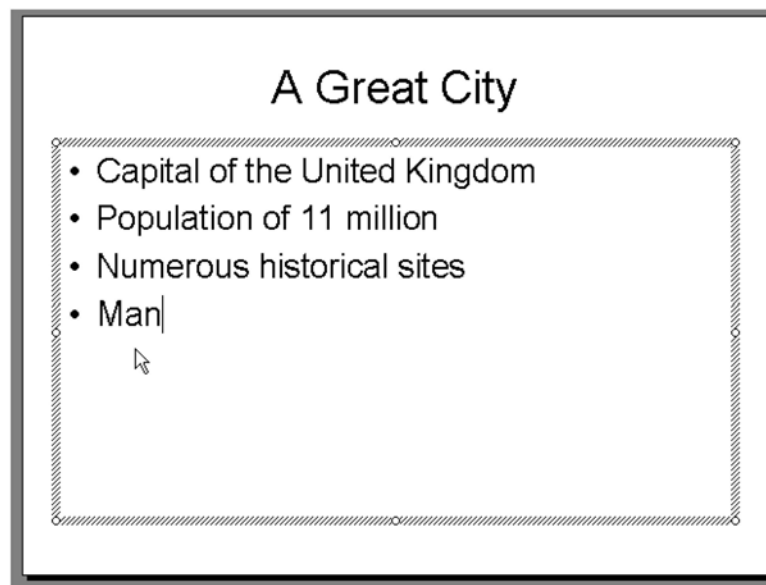 A Great City
• Capital of the United Kingdom
• Population of 11 million
• Numerous historical sites
• Man